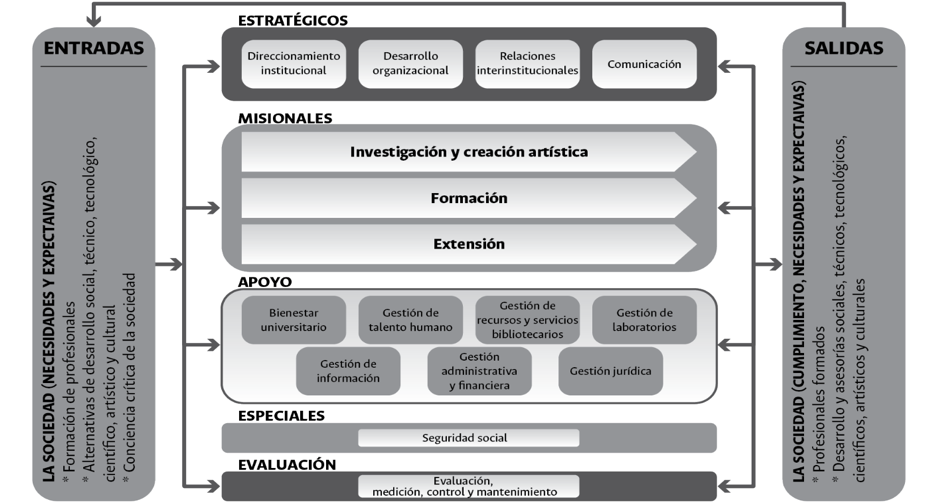 ENTRADAS
LA SOCIEDAD (NECESIDADES Y EXPECTAIVAS)
* Formación de profesionales
* Alternativas de desarrollo social, técnico, tecnológico,
científico, artístico y cultural
* Conciencia crítica de la sociedad
ESTRATÉGICOS
Direccionamiento
institucional
Desarrollo
organizacional
Relaciones
interinstitucionales
Comunicación
MISIONALES
Investigación y creación artística
Formación
Extensión
APOYO
Bienestar
universitario
Gestión de
talento humano
Gestión de
recursos y servicios
bibliotecarios
Gestión de
laboratorios
Gestión de
información
Gestión
administrativa
y financiera
Gestión jurídica
ESPECIALES
Seguridad social
EVALUACIÓN
Evaluación,
medición, control y mantenimiento
SALIDAS
LA SOCIEDAD (CUMPLIMIENTO, NECESIDADES Y EXPECTAIVAS)
* Profesionales formados
* Desarrollo y asesorías sociales, técnicos, tecnológicos,
científicos, artísticos y culturales